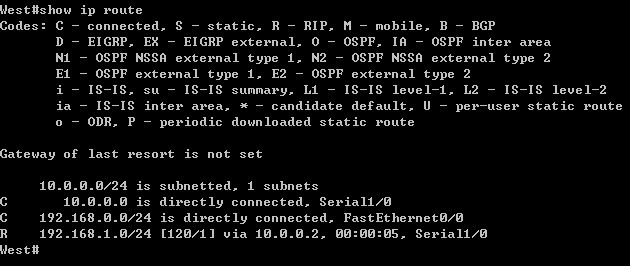 West#show ip route
Codes: C - connected, S - static, R - RIP, M - mobile, B - BGP
D - EIGRP, EX - EIGRP external, O - OSPF, IA - OSPF inter area
N1 - OSPF NSSA external type 1, N2 - OSPF NSSA external type 2
E1 - OSPF external type 1, E2 - OSPF external type 2
i - IS-IS, su - IS-IS summary, L1 - IS-IS level-1, L2 - IS-IS level-2
ia - IS-IS inter area, * - candidate default, U - per-user static route
o - ODR, P - periodic downloaded static route
Gateway of last resort is not set
10.0.0.0/24 is subnetted, 1 subnets
C 10.0.0.0 is directly connected, Serial1/0
C 192.168.0.0/24 is directly connected, FastEthernet0/0
R 192.168.1.0/24 [120/1] via 10.0.0.2, 00:00:05, Serial1/0
West#